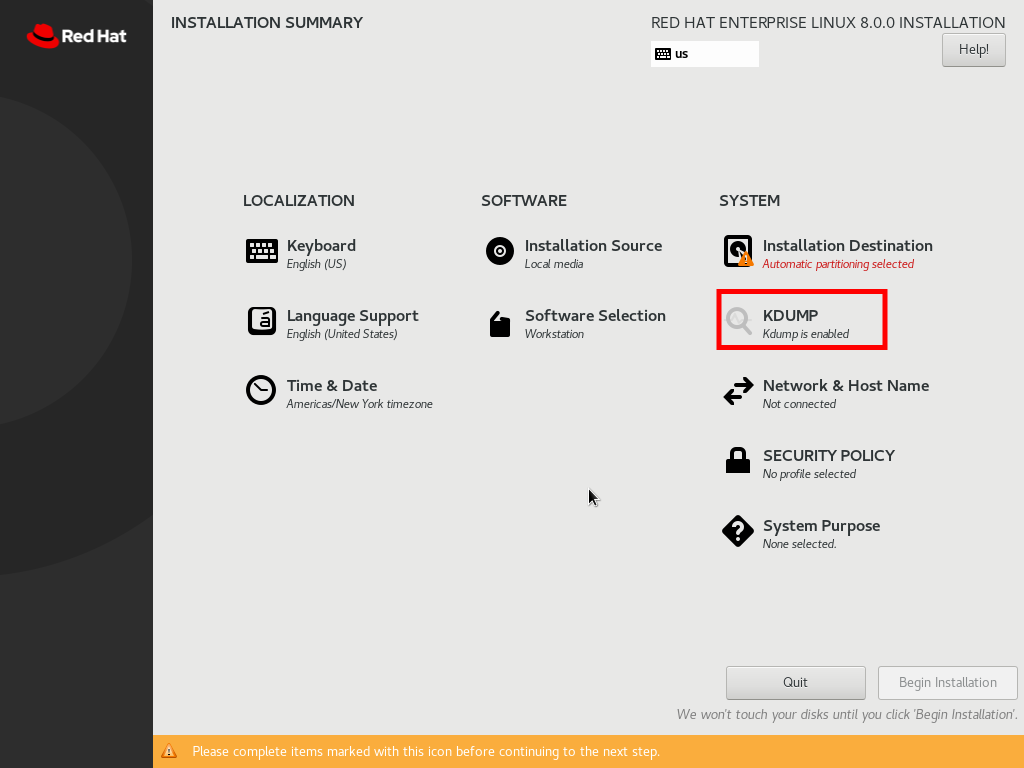 Red Hat
INSTALLATION SUMMARY
RED HAT ENTERPRISE LINUX 8.0.0 INSTALLATION
us
Help!
LOCALIZATION
Keyboard
English (US)
Language Support
English (United States)
Time & Date
Americas/New York timezone
SOFTWARE
Installation Source
Local media
Software Selection
Workstation
SYSTEM
Installation Destination
Automatic partitioning selected
KDUMP
Kdump is enabled
Network & Host Name
Not connected
SECURITY POLICY
No profile selected
System Purpose
None selected.
Quit
Begin Installation
We won't touch your disks until you click 'Begin Installation'.
Please complete items marked with this icon before continuing to the next step.